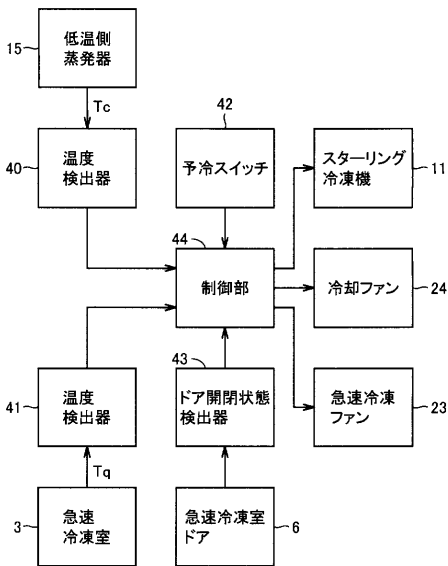 15
低温側
蒸発器
Tc
42
40
温度
検出器
予冷スイッチ
スターリング
冷凍機
11
44
制御部
冷却ファン
24
43
41
温度
検出器
ドア開閉状態
検出器
急速冷凍
ファン
23
Tq
3
急速
冷凍室
急速冷凍室
ドア
6